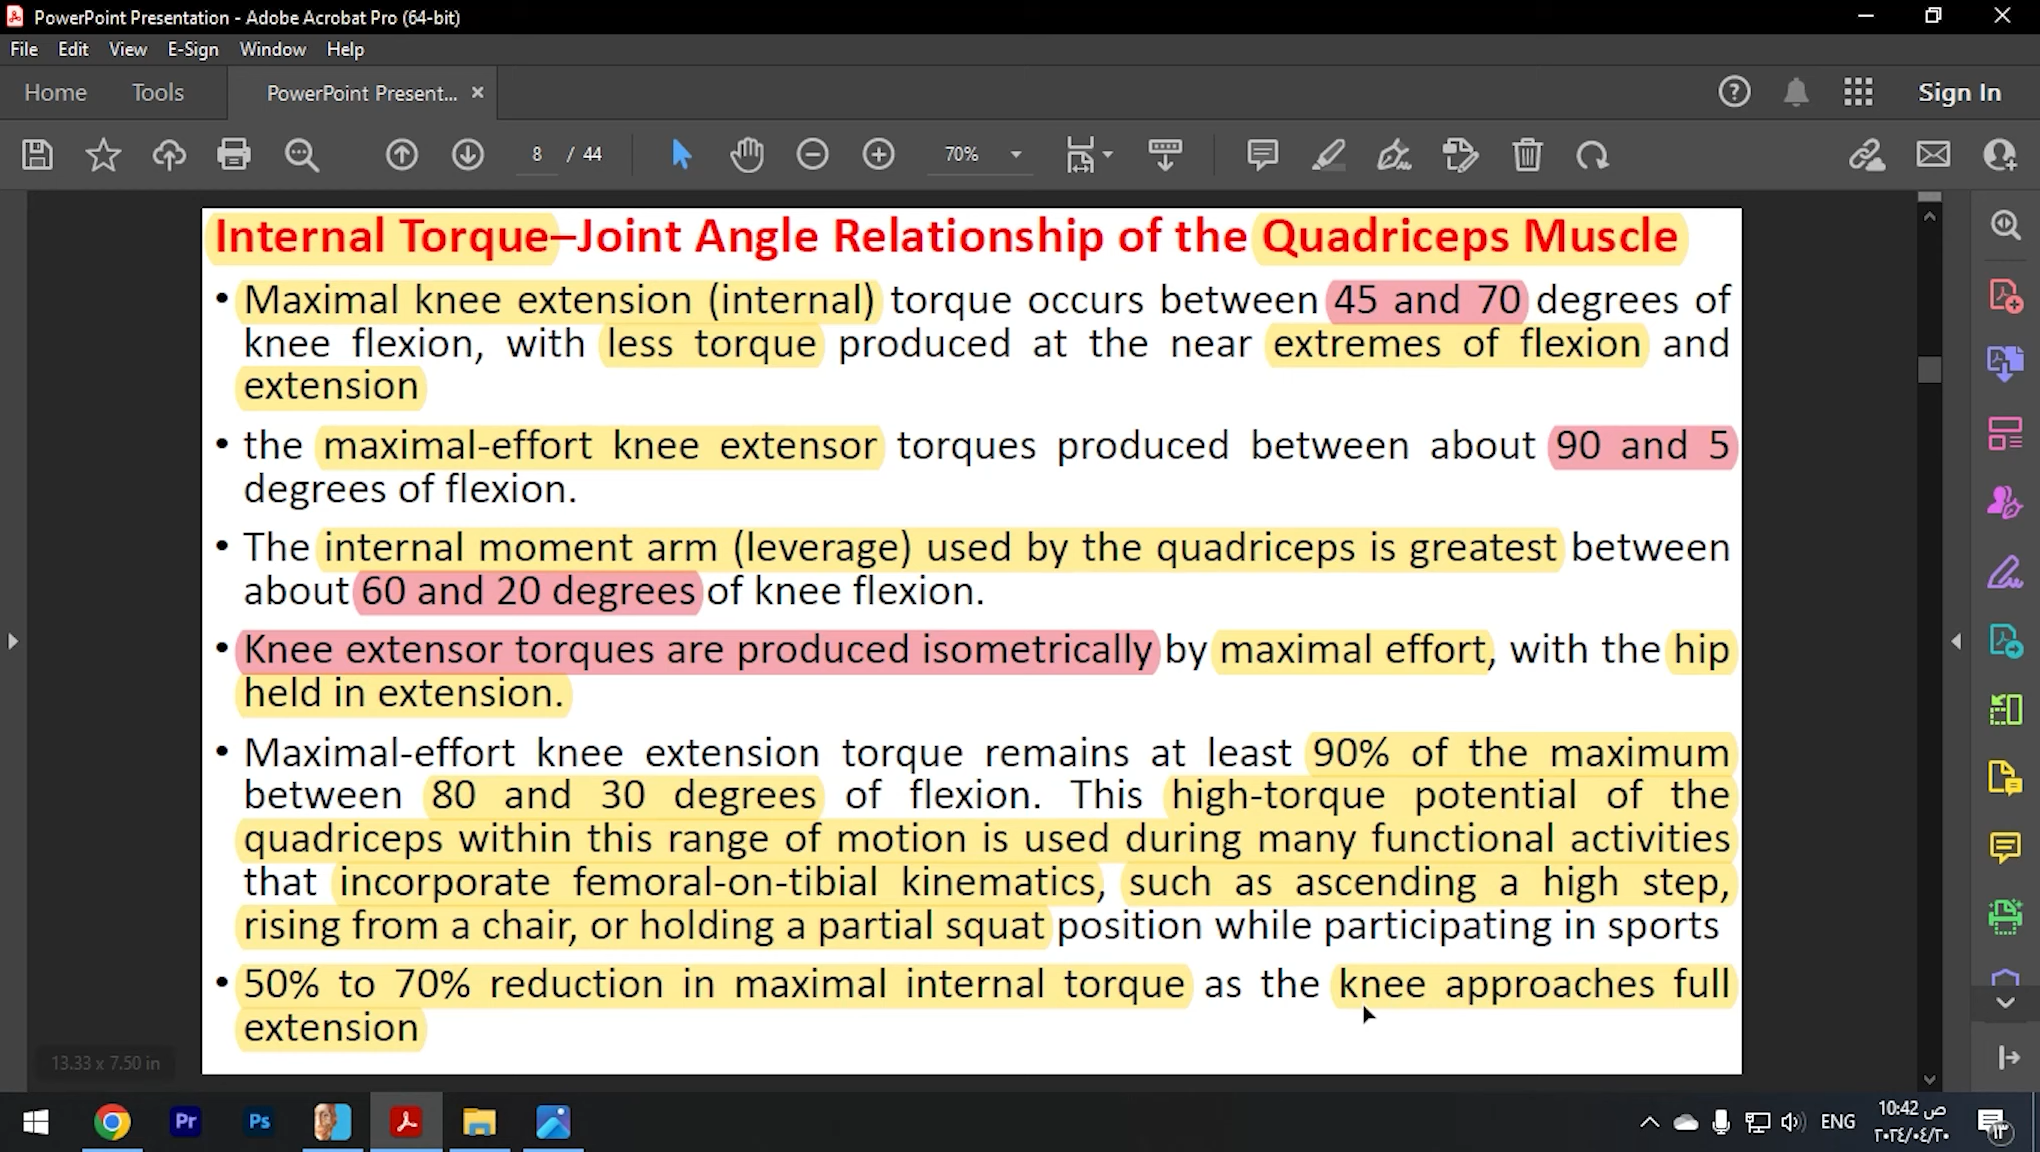 PowerPoint Presentation - Adobe Acrobat Pro (64-bit)
File Edit View E-Sign Window Help
Home Tools PowerPoint Present... × Sign In
8 / 44 70%
Internal Torque–Joint Angle Relationship of the Quadriceps Muscle
• Maximal knee extension (internal) torque occurs between 45 and 70 degrees of
knee flexion, with less torque produced at the near extremes of flexion and
extension
• the maximal-effort knee extensor torques produced between about 90 and 5
degrees of flexion.
• The internal moment arm (leverage) used by the quadriceps is greatest between
about 60 and 20 degrees of knee flexion.
• Knee extensor torques are produced isometrically by maximal effort, with the hip
held in extension.
• Maximal-effort knee extension torque remains at least 90% of the maximum
between 80 and 30 degrees of flexion. This high-torque potential of the
quadriceps within this range of motion is used during many functional activities
that incorporate femoral-on-tibial kinematics, such as ascending a high step,
rising from a chair, or holding a partial squat position while participating in sports
• 50% to 70% reduction in maximal internal torque as the knee approaches full
extension
13.33 x 7.50 in
Pr Ps ENG
10:42 ص
٢٠٢٤/٠٤/٢٠
١٣